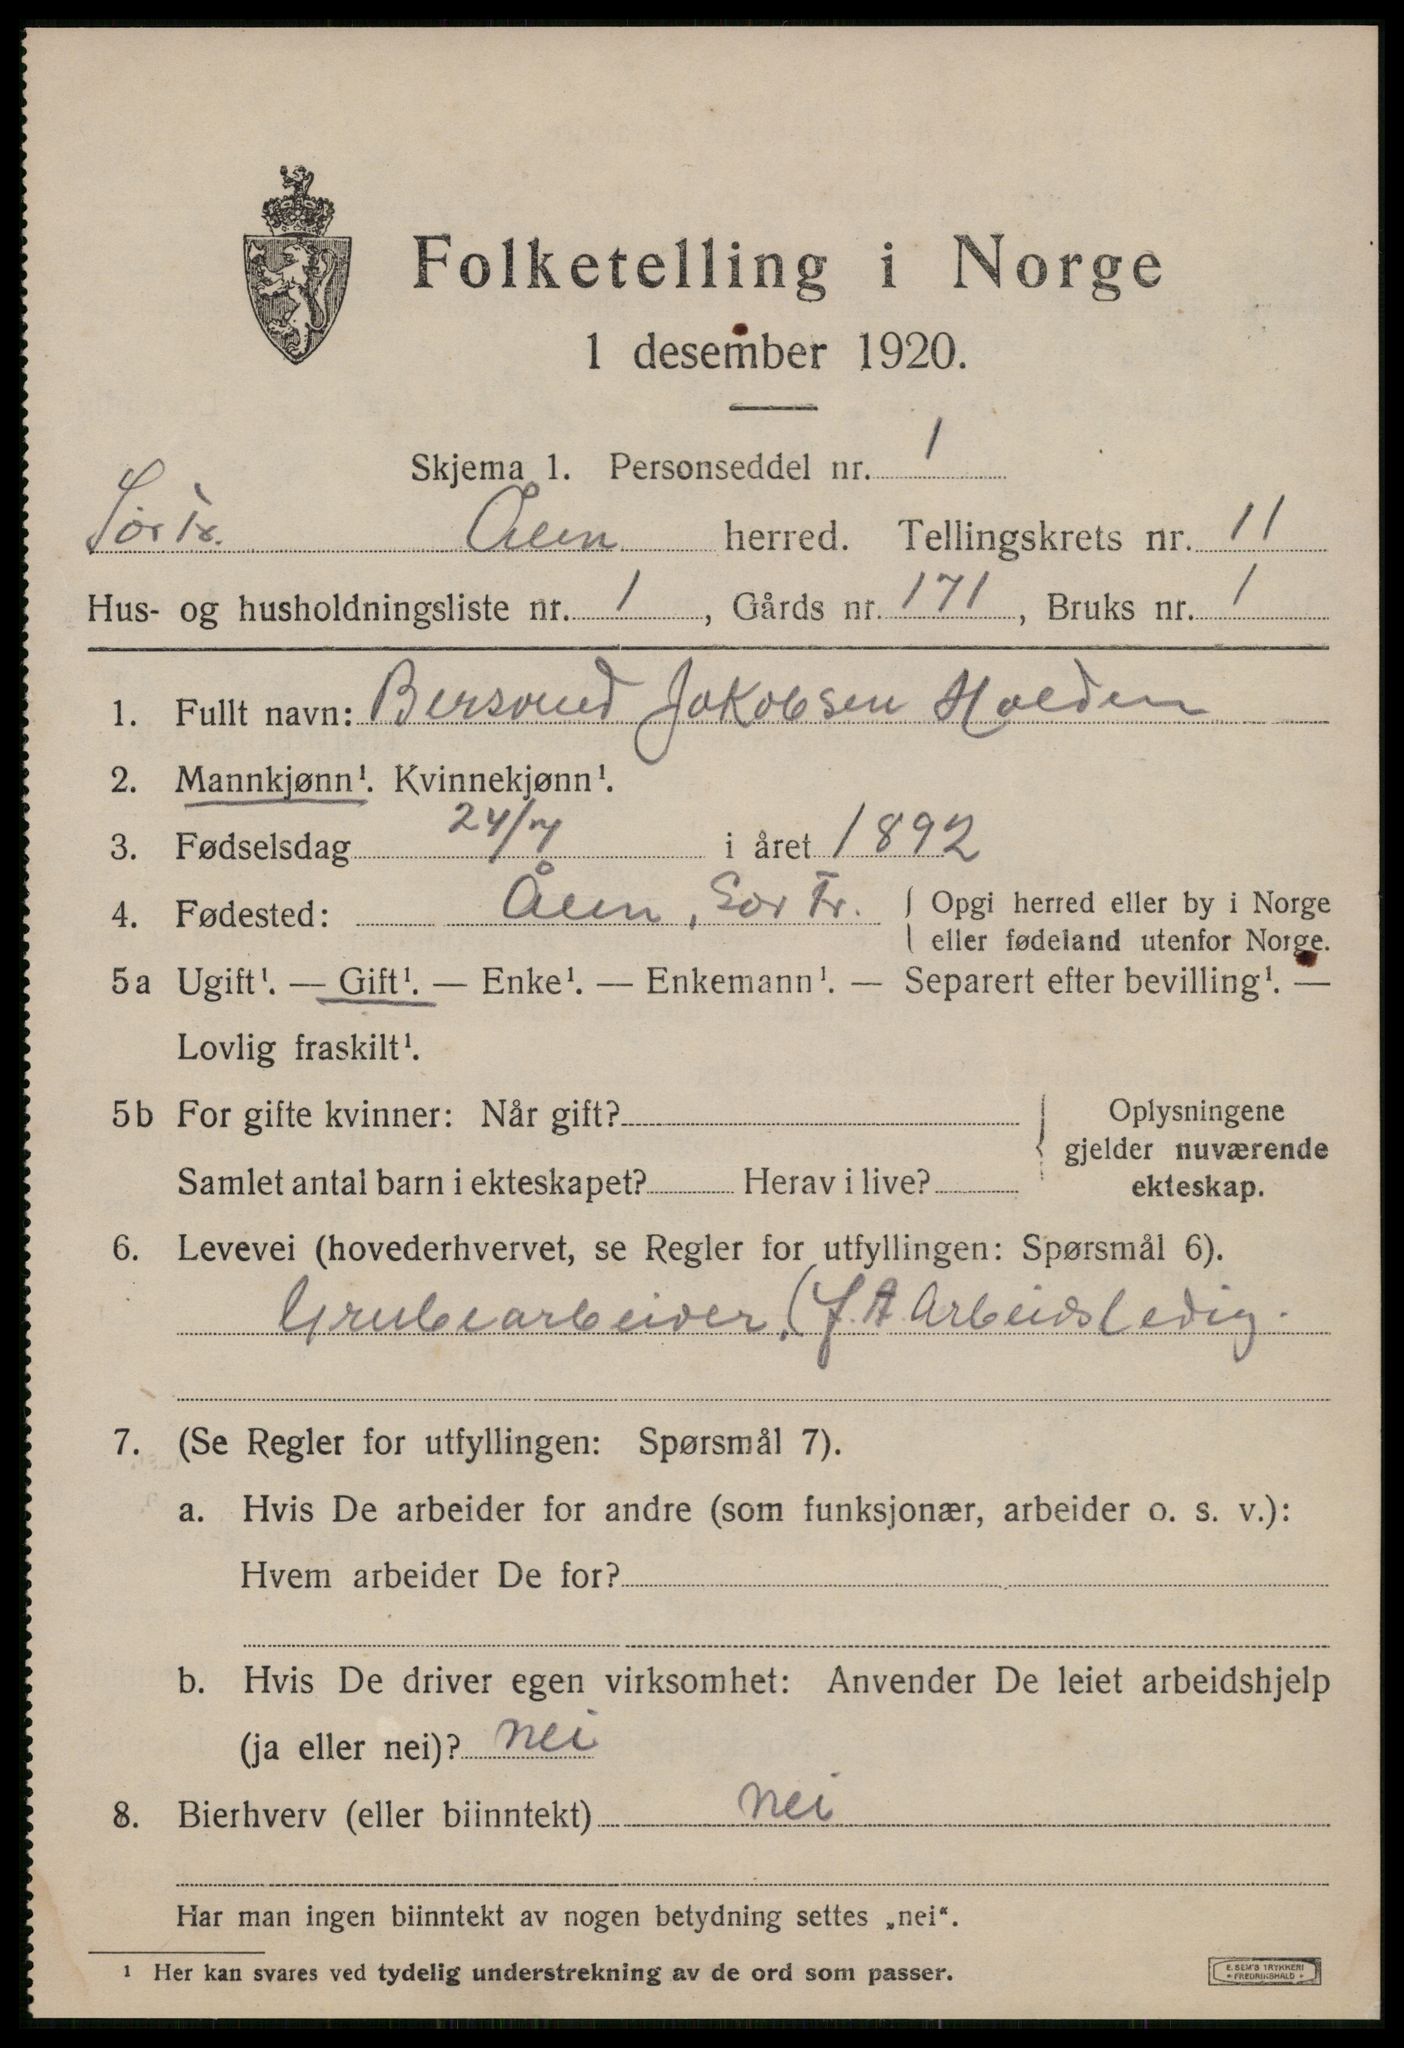 Folketelling i Norge
1 desember 1920.
Skjema 1. Personseddel nr. 1
Sør Tr. Ålen herred. Tellingskrets nr. 11
Hus- og husholdningsliste nr. 1, Gårds nr. 171, Bruks nr. 1
1. Fullt navn: Bersvend Jakobsen Holden
2. Mannkjønn¹. Kvinnekjønn¹.
3. Fødselsdag 24/7 i året 1892
4. Fødested: Ålen, Sør Tr. { Opgi herred eller by i Norge
eller fødeland utenfor Norge.
5a Ugift¹. — Gift¹. — Enke¹. — Enkemann¹. — Separert efter bevilling¹. —
Lovlig fraskilt¹.
5b For gifte kvinner: Når gift? Oplysningene
gjelder nuværende
Samlet antal barn i ekteskapet? Herav i live? ekteskap.
6. Levevei (hovederhvervet, se Regler for utfyllingen: Spørsmål 6).
Grubearbeider, (f. A. Arbeidsledig.
7. (Se Regler for utfyllingen: Spørsmål 7).
a. Hvis De arbeider for andre (som funksjonær, arbeider o. s. v.):
Hvem arbeider De for?
b. Hvis De driver egen virksomhet: Anvender De leiet arbeidshjelp
(ja eller nei)? nei
8. Bierhverv (eller biinntekt) nei
Har man ingen biinntekt av nogen betydning settes „nei“.
¹ Her kan svares ved tydelig understrekning av de ord som passer.
E. SEM'S TRYKKERI
FREDRIKSHALD